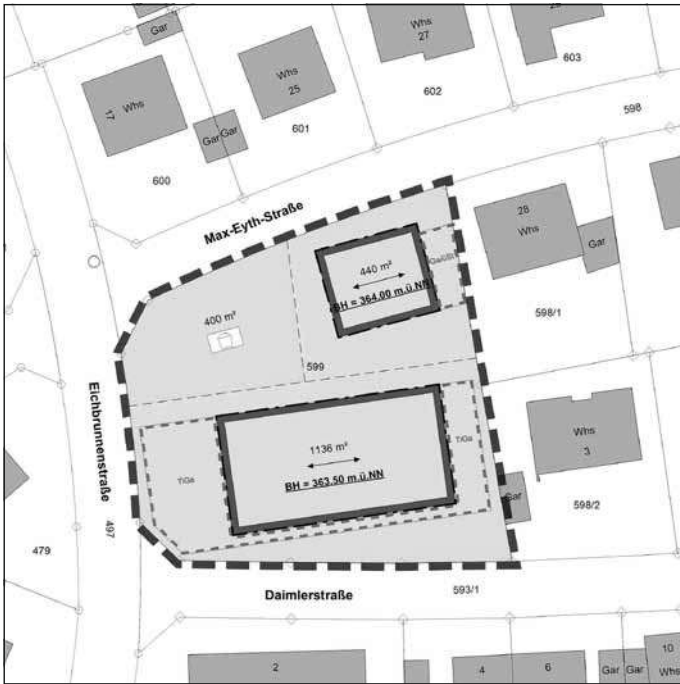 Gar
Whs
27
603
17
Whs
Whs
25
602
598
Gar
Gar
601
600
Max-Eyth-Straße
28
Whs
Gar
440 m²
BH = 364.00 m.ü.NN
400 m²
598/1
599
Eichbrunnenstraße
1136 m²
BH = 363.50 m.ü.NN
TGa
TGa
Whs
3
Gar
598/2
497
479
Daimlerstraße
593/1
2
4
6
Gar
Gar
10
Whs